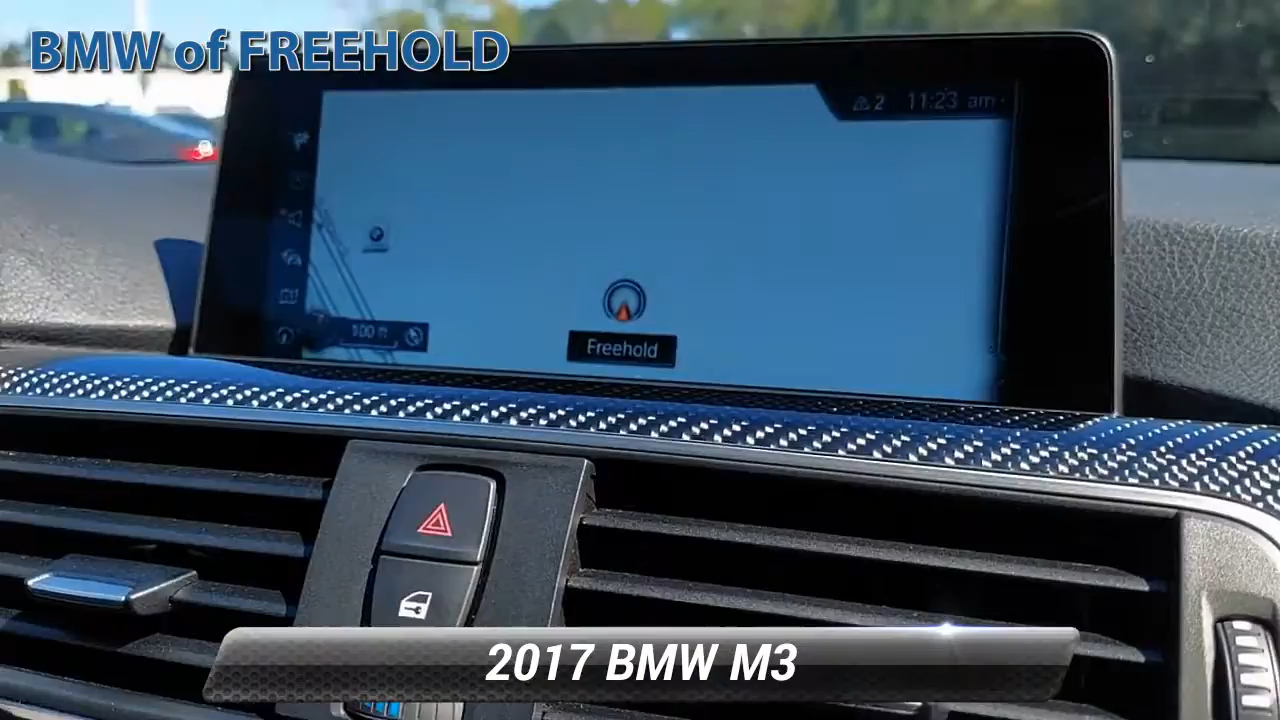 BMW of FREEHOLD
2 11:23 am
100 ft
Freehold
2017 BMW M3